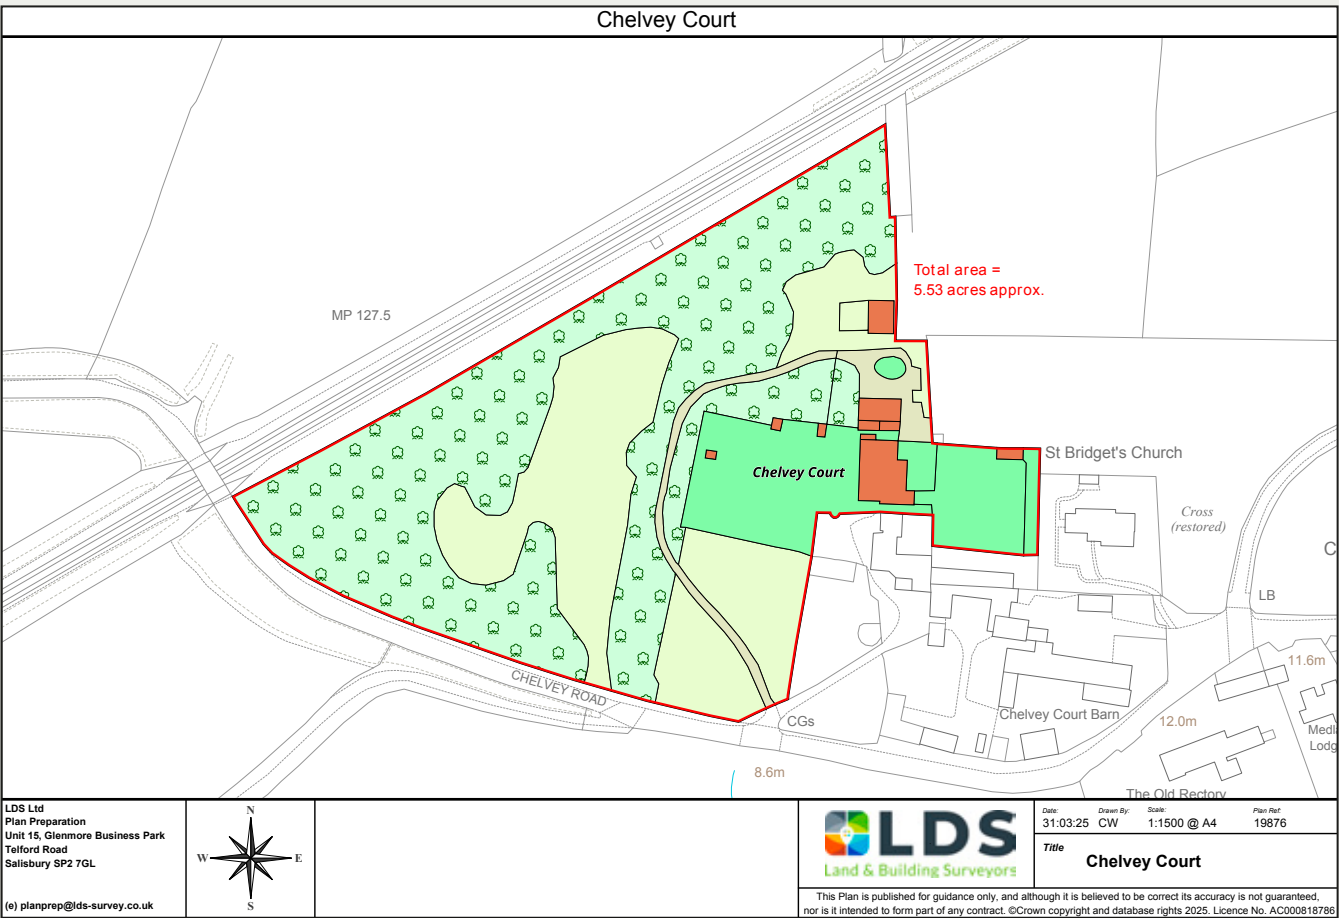 Chelvey Court
Total area =
5.53 acres approx.
MP 127.5
St Bridget's Church
Chelvey Court
Cross
(restored)
C
LB
11.6m
CHELVEY ROAD
Chelvey Court Barn
12.0m
CGs
Medl
Lodg
8.6m
The Old Rectory
LDS Ltd
Plan Preparation
Unit 15, Glenmore Business Park
Telford Road
Salisbury SP2 7GL
(e) planprep@lds-survey.co.uk
N
W
E
S
LDS
Land & Building Surveyors
Date: Drawn By: Scale: Plan Ref:
31:03:25 CW 1:1500 @ A4 19876
Title
Chelvey Court
This Plan is published for guidance only, and although it is believed to be correct its accuracy is not guaranteed,
nor is it intended to form part of any contract. ©Crown copyright and database rights 2025. Licence No. AC000818786